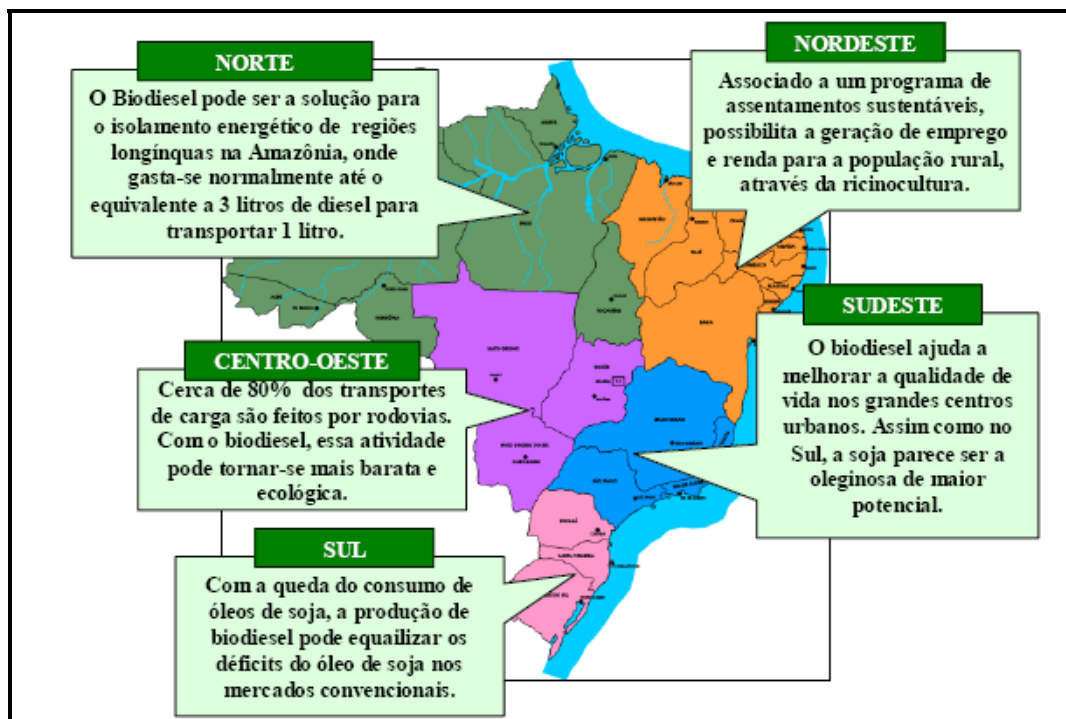 NORTE
O Biodiesel pode ser a solução para
o isolamento energético de regiões
longínquas na Amazônia, onde
gasta-se normalmente até o
equivalente a 3 litros de diesel para
transportar 1 litro.
NORDESTE
Associado a um programa de
assentamentos sustentáveis,
possibilita a geração de emprego
e renda para a população rural,
através da ricinocultura.
CENTRO-OESTE
Cerca de 80% dos transportes
de carga são feitos por rodovias.
Com o biodiesel, essa atividade
pode tornar-se mais barata e
ecológica.
SUDESTE
O biodiesel ajuda a
melhorar a qualidade de
vida nos grandes centros
urbanos. Assim como no
Sul, a soja parece ser a
oleginosa de maior
potencial.
SUL
Com a queda do consumo de
óleos de soja, a produção de
biodiesel pode equailizar os
déficits do óleo de soja nos
mercados convencionais.